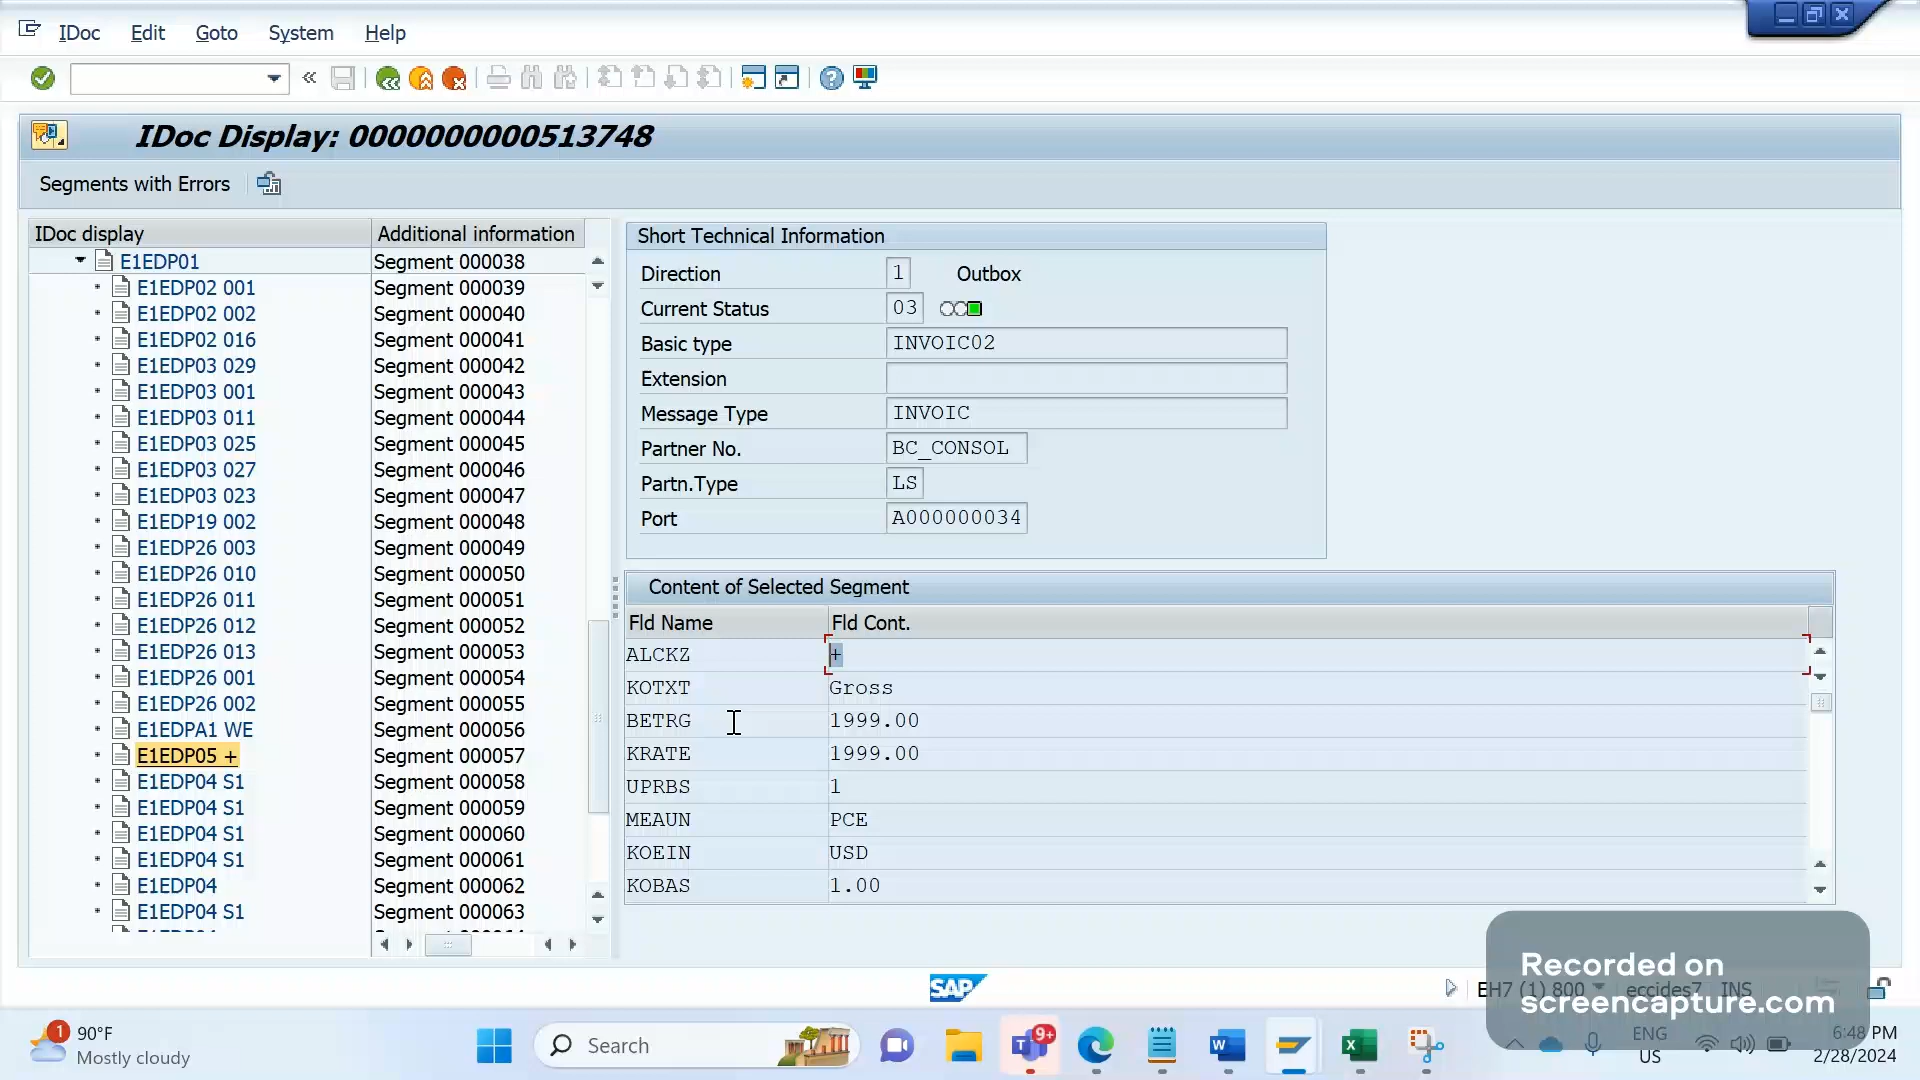 IDoc Edit Goto System Help
IDoc Display: 0000000000513748
Segments with Errors
IDoc display Additional information
E1EDP01 Segment 000038
E1EDP02 001 Segment 000039
E1EDP02 002 Segment 000040
E1EDP02 016 Segment 000041
E1EDP03 029 Segment 000042
E1EDP03 001 Segment 000043
E1EDP03 011 Segment 000044
E1EDP03 025 Segment 000045
E1EDP03 027 Segment 000046
E1EDP03 023 Segment 000047
E1EDP19 002 Segment 000048
E1EDP26 003 Segment 000049
E1EDP26 010 Segment 000050
E1EDP26 011 Segment 000051
E1EDP26 012 Segment 000052
E1EDP26 013 Segment 000053
E1EDP26 001 Segment 000054
E1EDP26 002 Segment 000055
E1EDPA1 WE Segment 000056
E1EDP05 + Segment 000057
E1EDP04 S1 Segment 000058
E1EDP04 S1 Segment 000059
E1EDP04 S1 Segment 000060
E1EDP04 S1 Segment 000061
E1EDP04 Segment 000062
E1EDP04 S1 Segment 000063
Short Technical Information
Direction 1 Outbox
Current Status 03
Basic type INVOIC02
Extension
Message Type INVOIC
Partner No. BC_CONSOL
Partn.Type LS
Port A000000034
Content of Selected Segment
Fld Name Fld Cont.
ALCKZ +
KOTXT Gross
BETRG 1999.00
KRATE 1999.00
UPRBS 1
MEAUN PCE
KOEIN USD
KOBAS 1.00
SAP
EH7 (1) 800 eccides7 INS
Recorded on
screencapture.com
1 90°F
Mostly cloudy
Search
9+
ENG
US
6:48 PM
2/28/2024